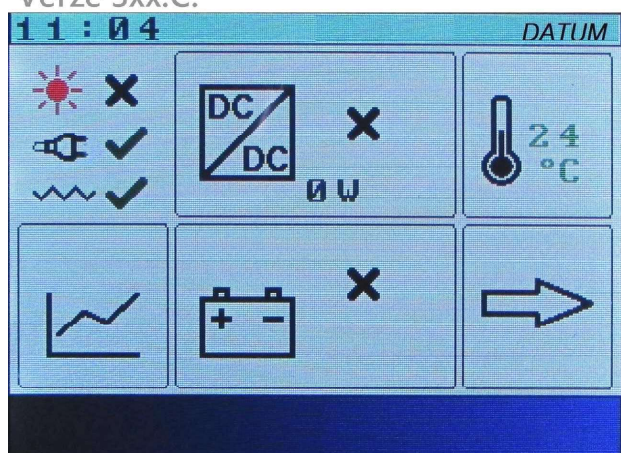 Verze 3xx.C.
11:04 DATUM
DC
DC
0 W
24
°C
+ -